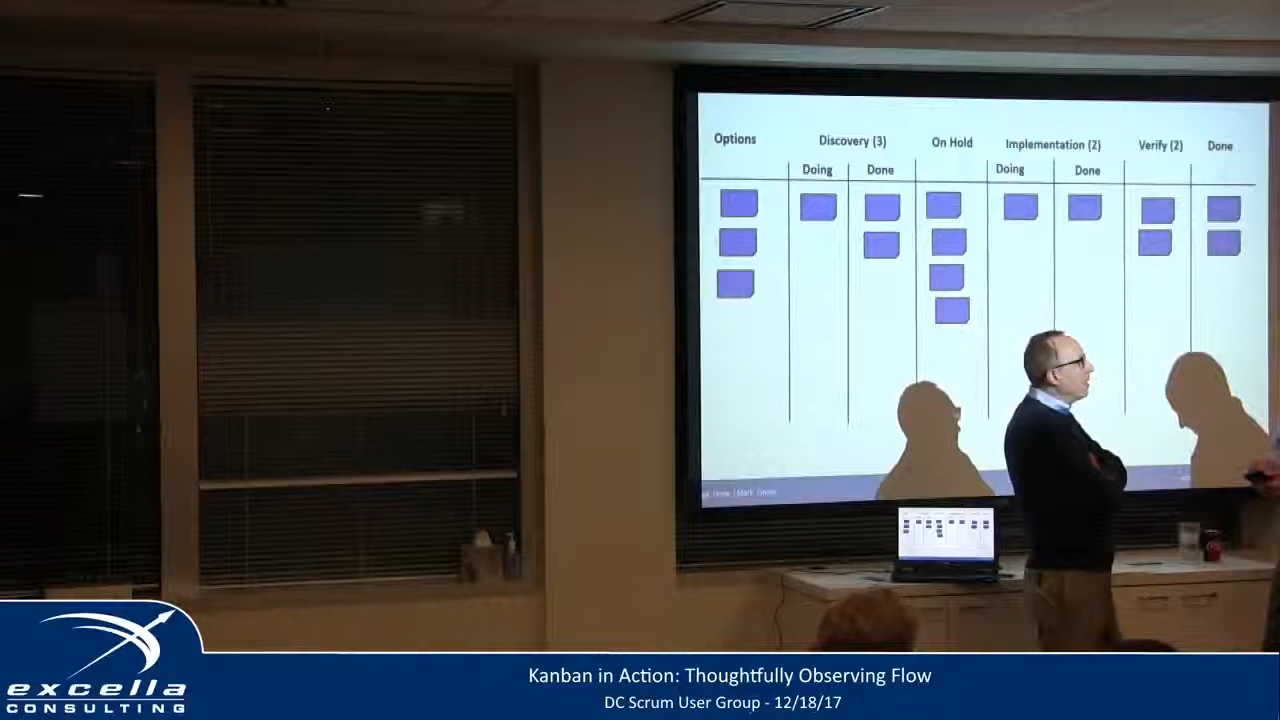 Options Discovery (3) On Hold Implementation (2) Verify (2) Done
Doing Done Doing Done
excella
CONSULTING
Kanban in Action: Thoughtfully Observing Flow
DC Scrum User Group - 12/18/17